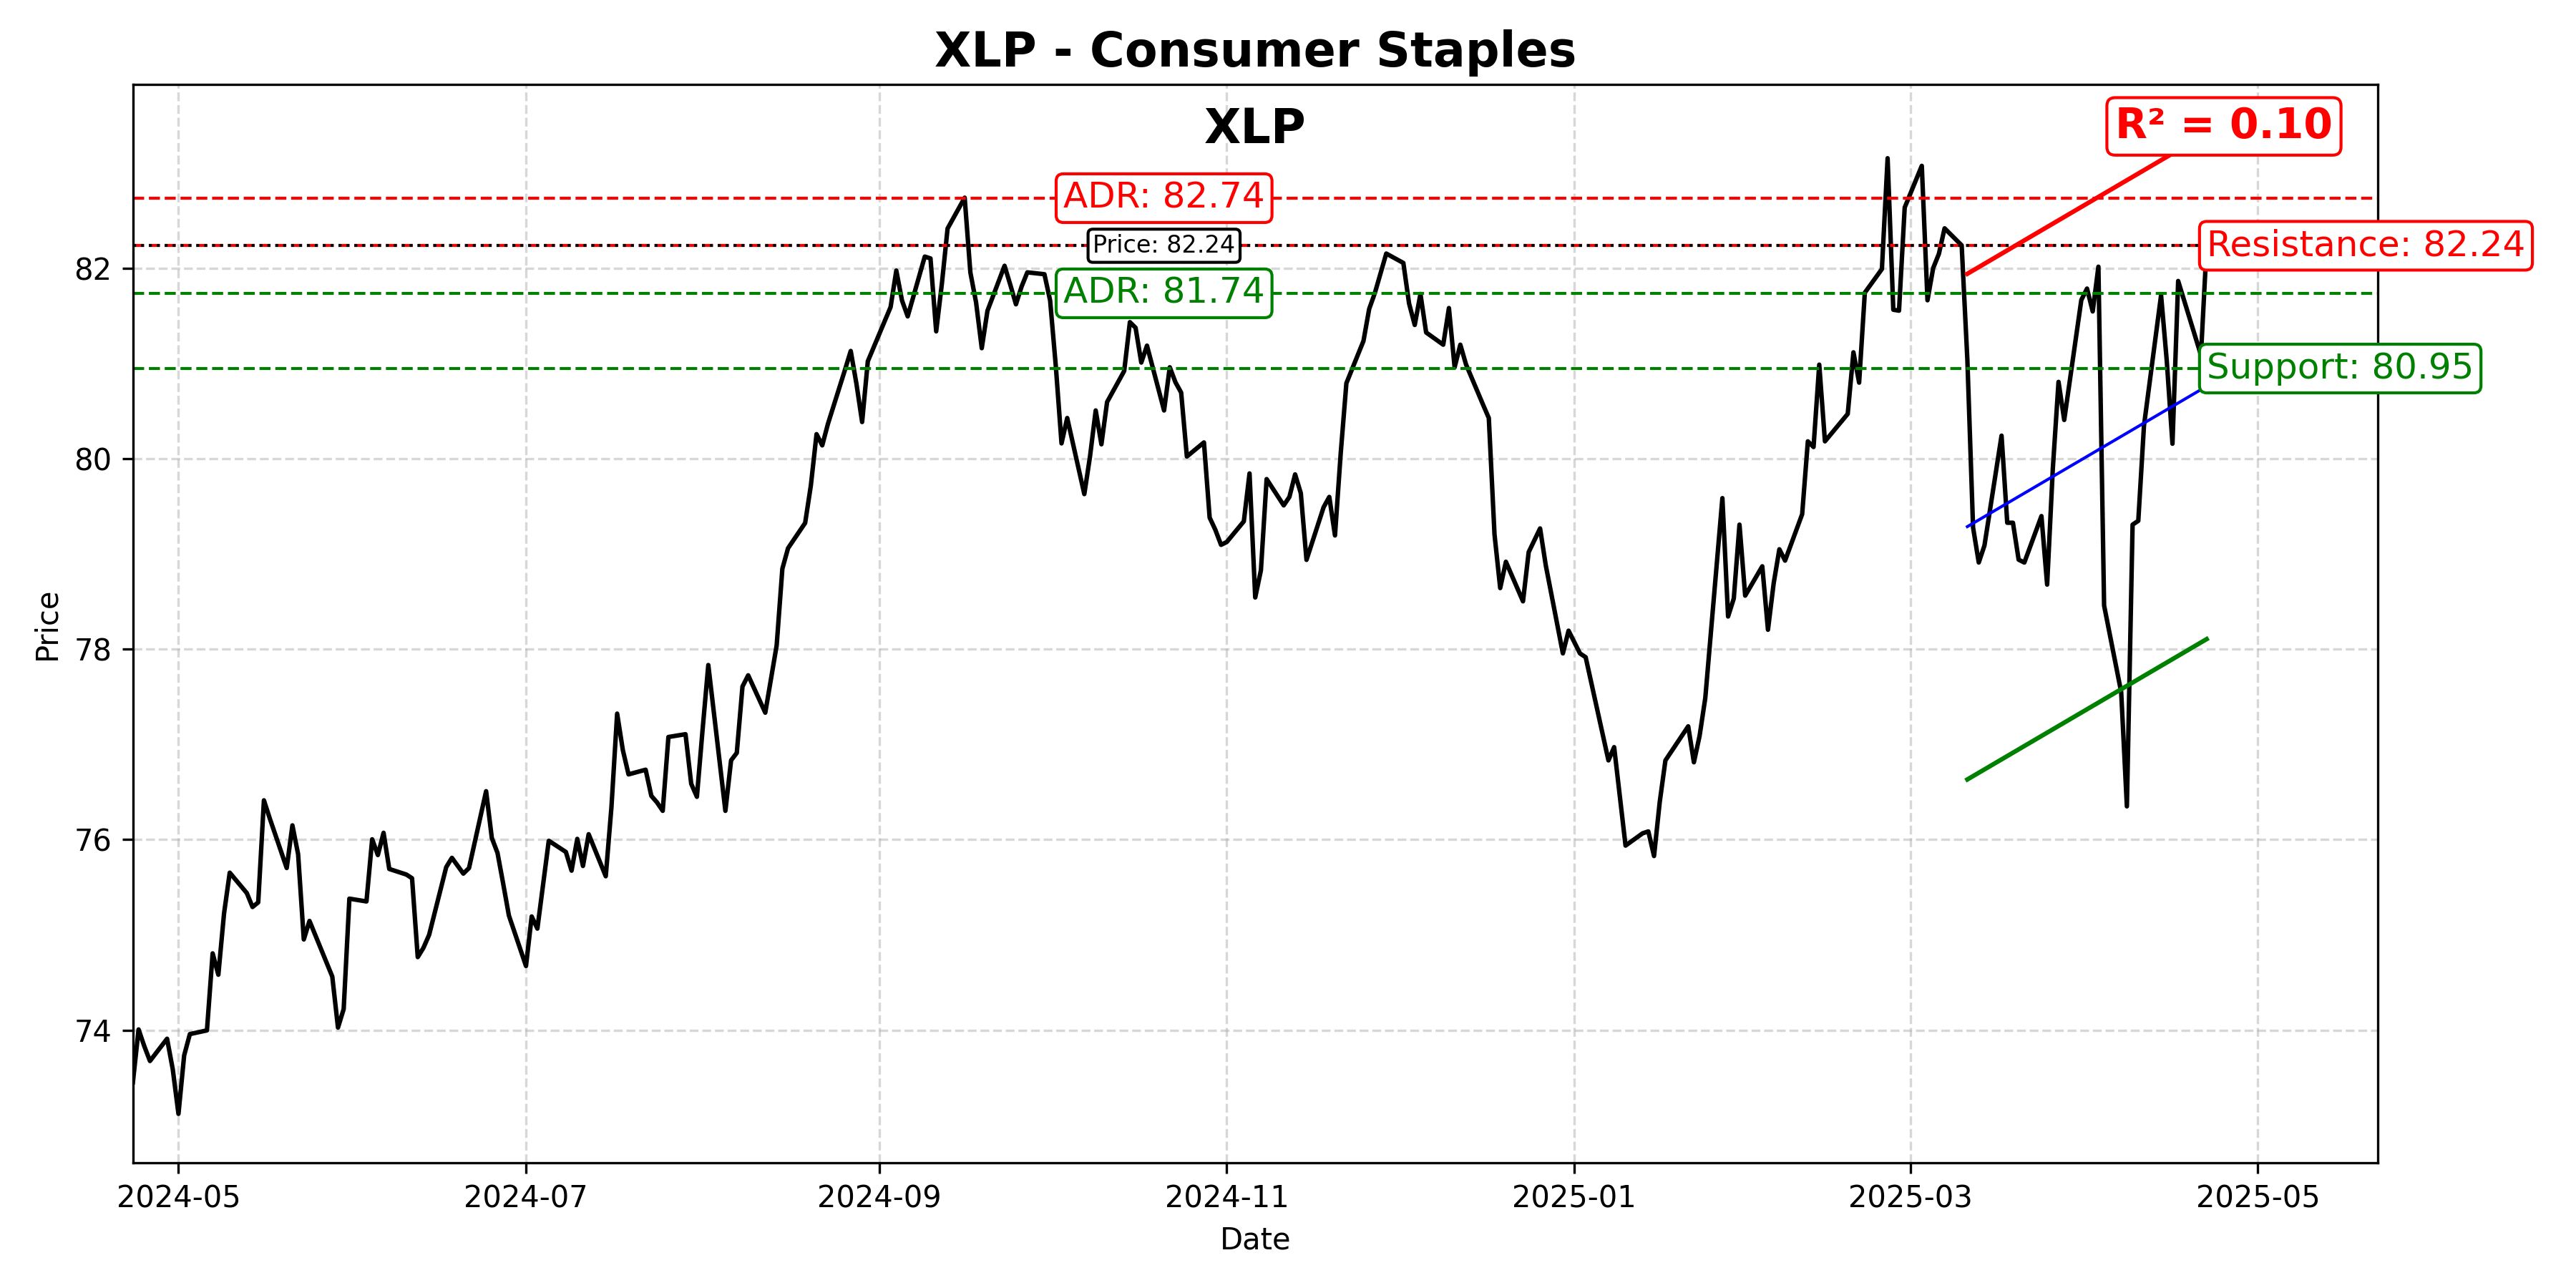 XLP - Consumer Staples
XLP
R² = 0.10
ADR: 82.74
Price: 82.24
Resistance: 82.24
ADR: 81.74
Support: 80.95
82
80
78
76
74
Price
2024-05
2024-07
2024-09
2024-11
2025-01
2025-03
2025-05
Date